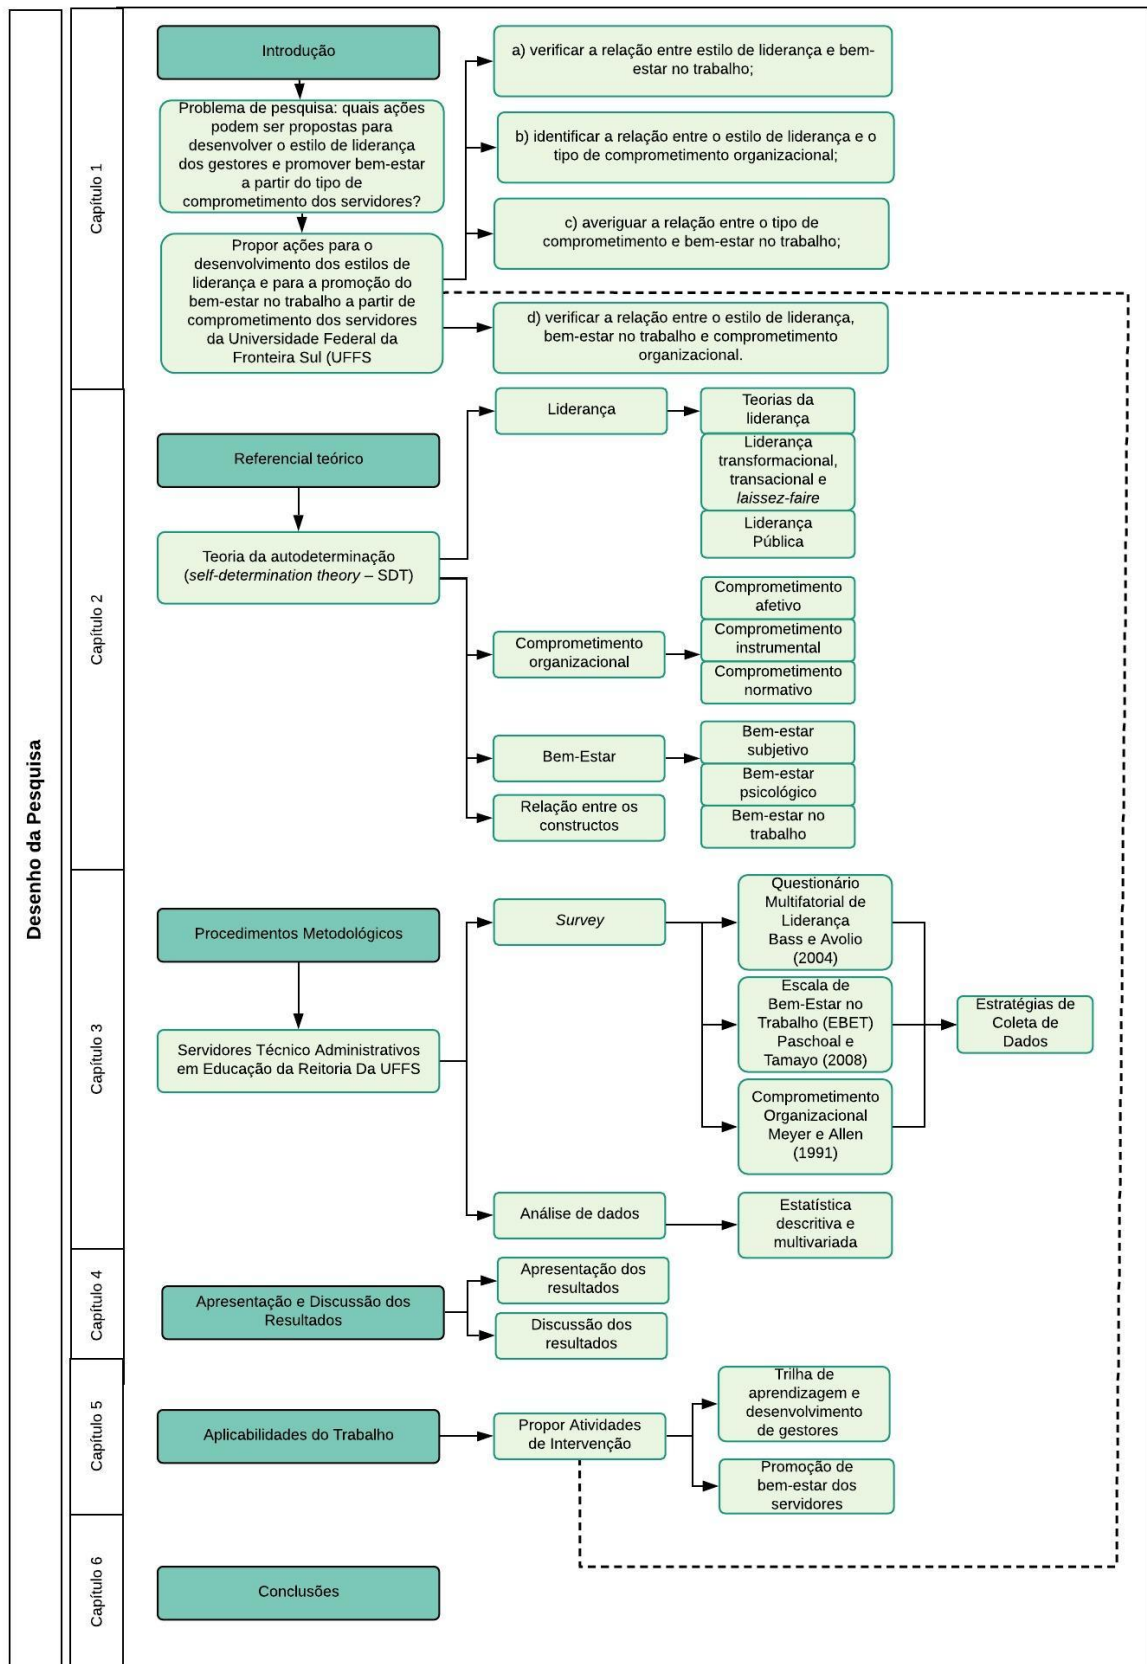 Desenho da Pesquisa
Capítulo 1
Introdução
Problema de pesquisa: quais ações
podem ser propostas para
desenvolver o estilo de liderança
dos gestores e promover bem-estar
a partir do tipo de
comprometimento dos servidores?
Propor ações para o
desenvolvimento dos estilos de
liderança e para a promoção do
bem-estar no trabalho a partir de
comprometimento dos servidores
da Universidade Federal da
Fronteira Sul (UFFS
a) verificar a relação entre estilo de liderança e bem-
estar no trabalho;
b) identificar a relação entre o estilo de liderança e o
tipo de comprometimento organizacional;
c) averiguar a relação entre o tipo de
comprometimento e bem-estar no trabalho;
d) verificar a relação entre o estilo de liderança,
bem-estar no trabalho e comprometimento
organizacional.
Capítulo 2
Referencial teórico
Teoria da autodeterminação
(self-determination theory – SDT)
Liderança
Teorias da
liderança
Liderança
transformacional,
transacional e
laissez-faire
Liderança
Pública
Comprometimento
organizacional
Comprometimento
afetivo
Comprometimento
instrumental
Comprometimento
normativo
Bem-Estar
Bem-estar
subjetivo
Bem-estar
psicológico
Bem-estar no
trabalho
Relação entre os
constructos
Capítulo 3
Procedimentos Metodológicos
Servidores Técnico Administrativos
em Educação da Reitoria Da UFFS
Survey
Questionário
Multifatorial de
Liderança
Bass e Avolio
(2004)
Escala de
Bem-Estar no
Trabalho (EBET)
Paschoal e
Tamayo (2008)
Comprometimento
Organizacional
Meyer e Allen
(1991)
Estratégias de
Coleta de
Dados
Análise de dados
Estatística
descritiva e
multivariada
Capítulo 4
Apresentação e Discussão dos
Resultados
Apresentação dos
resultados
Discussão dos
resultados
Capítulo 5
Aplicabilidades do Trabalho
Propor Atividades
de Intervenção
Trilha de
aprendizagem e
desenvolvimento
de gestores
Promoção de
bem-estar dos
servidores
Capítulo 6
Conclusões